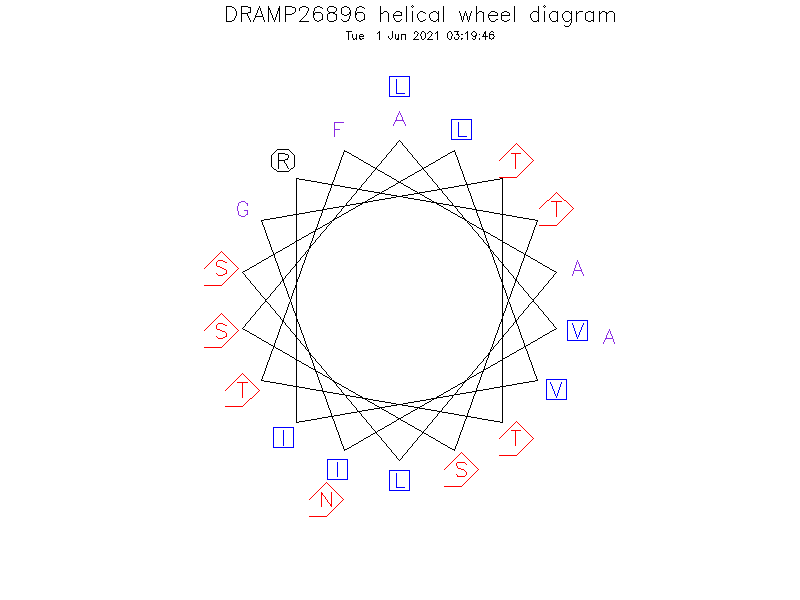 DRAMP26896 helical wheel diagram
Tue 1 Jun 2021 03:19:46
L
F A L
R T
G T
S A
S V A
T V
I T
I L S
N